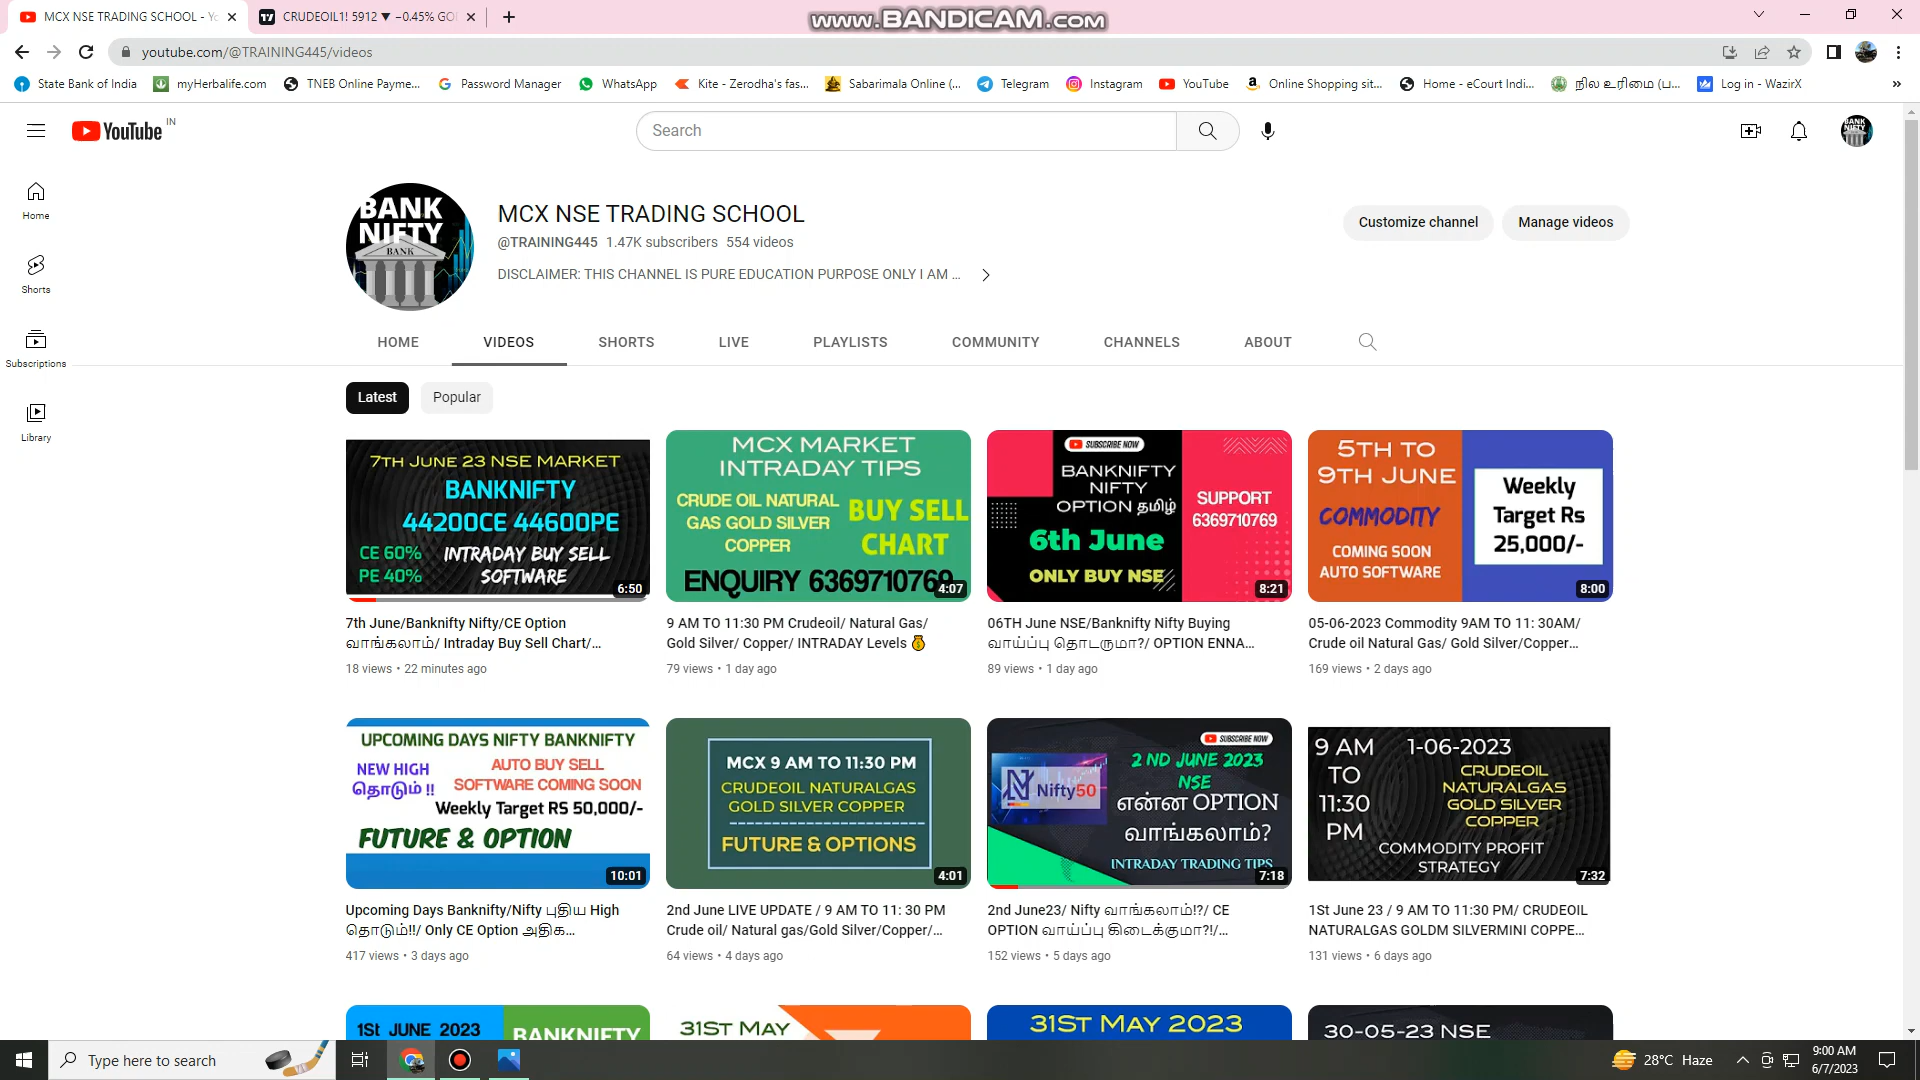 MCX NSE TRADING SCHOOL - Yo
CRUDEOIL1! 5912 ▼ −0.45% GOL
www.BANDICAM.com
youtube.com/@TRAINING445/videos
State Bank of India
myHerbalife.com
TNEB Online Payme...
Password Manager
WhatsApp
Kite - Zerodha's fas...
Sabarimala Online (...
Telegram
Instagram
YouTube
Online Shopping sit...
Home - eCourt Indi...
நில உரிமை (ப...
Log in - WazirX
YouTube IN
Search
Home
Shorts
Subscriptions
Library
BANK
NIFTY
BANK
MCX NSE TRADING SCHOOL
@TRAINING445 1.47K subscribers 554 videos
DISCLAIMER: THIS CHANNEL IS PURE EDUCATION PURPOSE ONLY I AM ...
Customize channel
Manage videos
HOME
VIDEOS
SHORTS
LIVE
PLAYLISTS
COMMUNITY
CHANNELS
ABOUT
Latest
Popular
7TH JUNE 23 NSE MARKET
BANKNIFTY
44200CE 44600PE
CE 60%
PE 40%
INTRADAY BUY SELL
SOFTWARE
6:50
7th June/Banknifty Nifty/CE Option
வாங்கலாம்/ Intraday Buy Sell Chart/...
18 views • 22 minutes ago
MCX MARKET
INTRADAY TIPS
CRUDE OIL NATURAL
GAS GOLD SILVER
COPPER
BUY SELL
CHART
ENQUIRY 6369710769
4:07
9 AM TO 11:30 PM Crudeoil/ Natural Gas/
Gold Silver/ Copper/ INTRADAY Levels 💰
79 views • 1 day ago
SUBSCRIBE NOW
BANKNIFTY
NIFTY
OPTION தமிழ்
6th June
ONLY BUY NSE
SUPPORT
6369710769
8:21
06TH June NSE/Banknifty Nifty Buying
வாய்ப்பு தொடருமா?/ OPTION ENNA...
89 views • 1 day ago
5TH TO
9TH JUNE
COMMODITY
COMING SOON
AUTO SOFTWARE
Weekly
Target Rs
25,000/-
8:00
05-06-2023 Commodity 9AM TO 11: 30AM/
Crude oil Natural Gas/ Gold Silver/Copper...
169 views • 2 days ago
UPCOMING DAYS NIFTY BANKNIFTY
NEW HIGH
தொடும் !!
AUTO BUY SELL
SOFTWARE COMING SOON
Weekly Target RS 50,000/-
FUTURE & OPTION
10:01
Upcoming Days Banknifty/Nifty புதிய High
தொடும்!!/ Only CE Option அதிக...
417 views • 3 days ago
MCX 9 AM TO 11:30 PM
CRUDEOIL NATURALGAS
GOLD SILVER COPPER
FUTURE & OPTIONS
4:01
2nd June LIVE UPDATE / 9 AM TO 11: 30 PM
Crude oil/ Natural gas/Gold Silver/Copper/...
64 views • 4 days ago
SUBSCRIBE NOW
Nifty50
2 ND JUNE 2023
NSE
என்ன OPTION
வாங்கலாம்?
INTRADAY TRADING TIPS
7:18
2nd June23/ Nifty வாங்கலாம்!?/ CE
OPTION வாய்ப்பு கிடைக்குமா?!/...
152 views • 5 days ago
9 AM
TO
11:30
PM
1-06-2023
CRUDEOIL
NATURALGAS
GOLD SILVER
COPPER
COMMODITY PROFIT
STRATEGY
7:32
1St June 23 / 9 AM TO 11:30 PM/ CRUDEOIL
NATURALGAS GOLDM SILVERMINI COPPE...
131 views • 6 days ago
1St JUNE 2023
BANKNIFTY
31ST MAY
31ST MAY 2023
30-05-23 NSE
Type here to search
28°C Haze
9:00 AM
6/7/2023